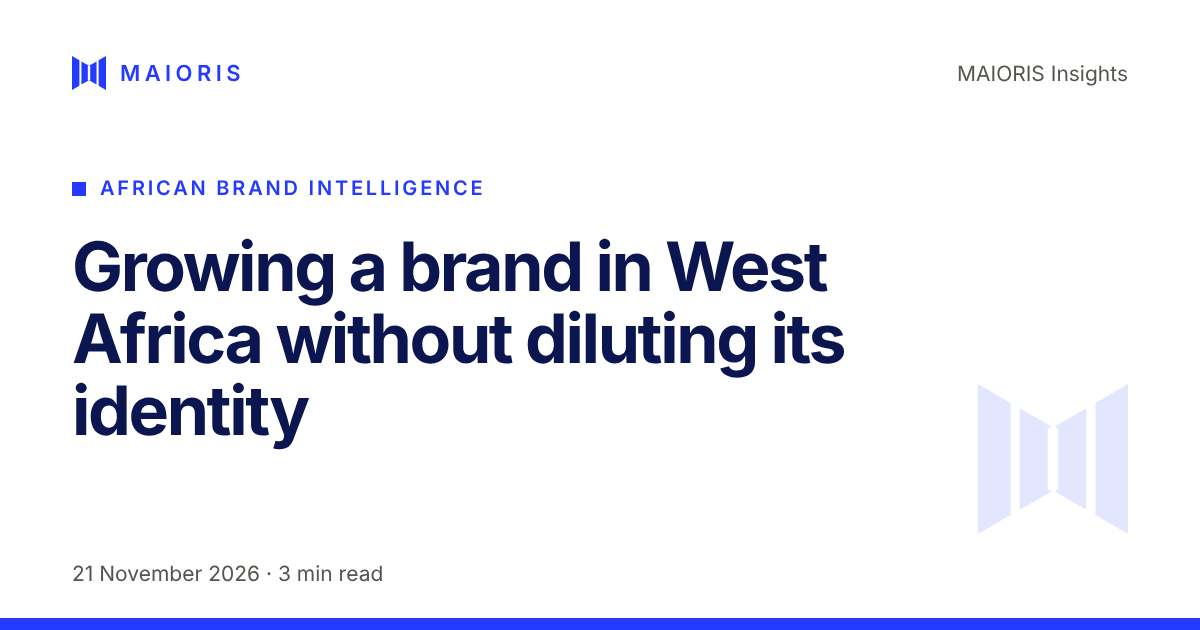 MAIORIS
MAIORIS Insights
AFRICAN BRAND INTELLIGENCE
Growing a brand in West
Africa without diluting its
identity
21 November 2026 · 3 min read